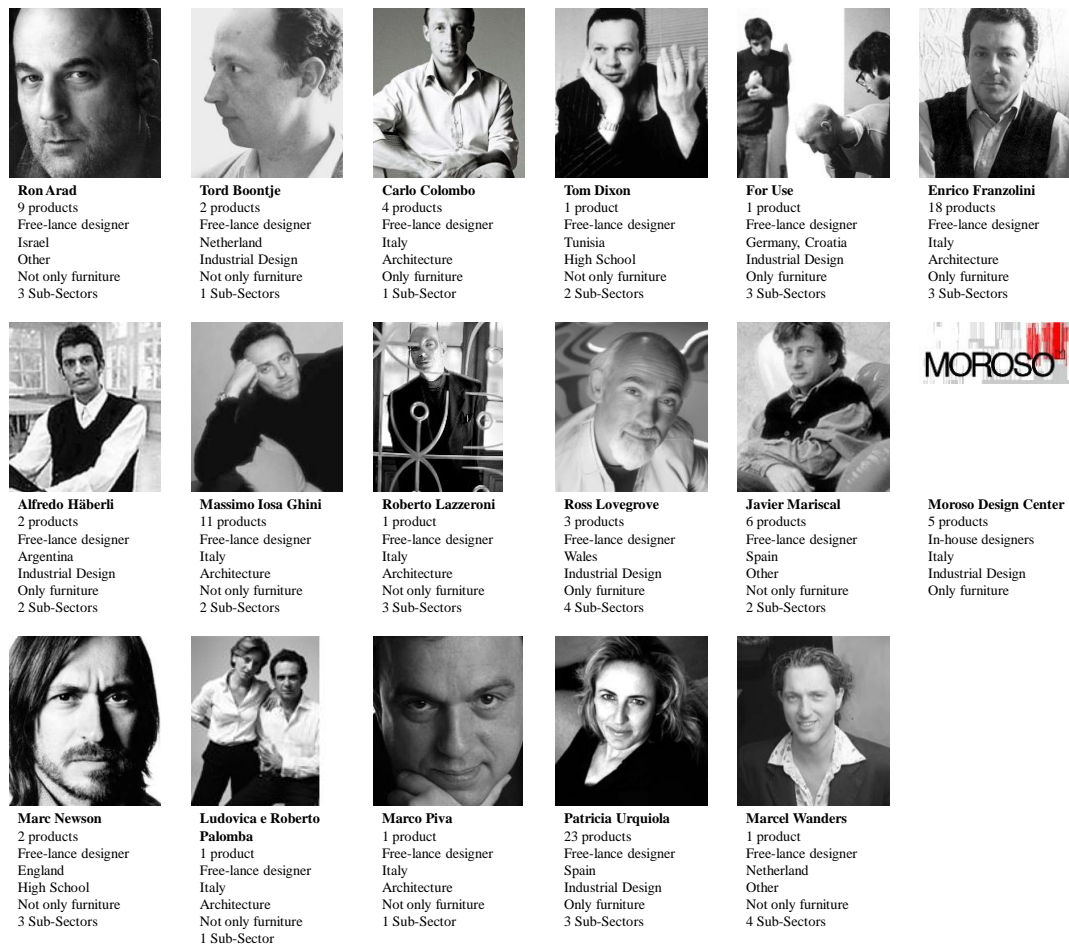 Ron Arad
9 products
Free-lance designer
Israel
Other
Not only furniture
3 Sub-Sectors
Tord Boontje
2 products
Free-lance designer
Netherland
Industrial Design
Not only furniture
1 Sub-Sectors
Carlo Colombo
4 products
Free-lance designer
Italy
Architecture
Only furniture
1 Sub-Sector
Tom Dixon
1 product
Free-lance designer
Tunisia
High School
Not only furniture
2 Sub-Sectors
For Use
1 product
Free-lance designer
Germany, Croatia
Industrial Design
Only furniture
3 Sub-Sectors
Enrico Franzolini
18 products
Free-lance designer
Italy
Architecture
Only furniture
3 Sub-Sectors
Alfredo Häberli
2 products
Free-lance designer
Argentina
Industrial Design
Only furniture
2 Sub-Sectors
Massimo Iosa Ghini
11 products
Free-lance designer
Italy
Architecture
Not only furniture
2 Sub-Sectors
Roberto Lazzeroni
1 product
Free-lance designer
Italy
Architecture
Not only furniture
3 Sub-Sectors
Ross Lovegrove
3 products
Free-lance designer
Wales
Industrial Design
Only furniture
4 Sub-Sectors
Javier Mariscal
6 products
Free-lance designer
Spain
Other
Not only furniture
2 Sub-Sectors
MOROSO
Moroso Design Center
5 products
In-house designers
Italy
Industrial Design
Only furniture
Marc Newson
2 products
Free-lance designer
England
High School
Not only furniture
3 Sub-Sectors
Ludovica e Roberto
Palomba
1 product
Free-lance designer
Italy
Architecture
Not only furniture
1 Sub-Sector
Marco Piva
1 product
Free-lance designer
Italy
Architecture
Not only furniture
1 Sub-Sector
Patricia Urquiola
23 products
Free-lance designer
Spain
Industrial Design
Only furniture
3 Sub-Sectors
Marcel Wanders
1 product
Free-lance designer
Netherland
Other
Not only furniture
4 Sub-Sectors